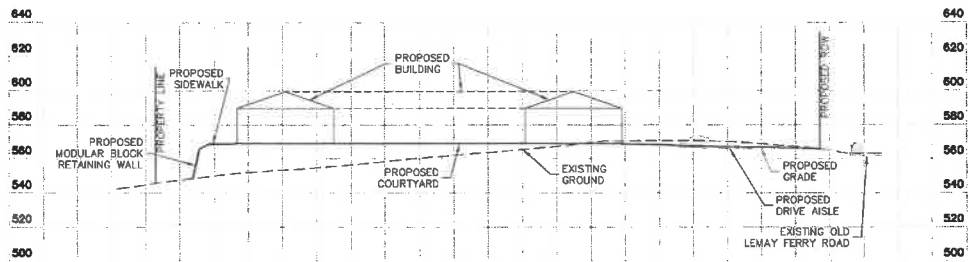 640
640
620
620
PROPERTY LINE
PROPOSED
SIDEWALK
PROPOSED
BUILDING
PROPOSED ROW
600
600
580
580
PROPOSED
MODULAR BLOCK
RETAINING WALL
560
560
PROPOSED
COURTYARD
EXISTING
GROUND
PROPOSED
GRADE
540
540
PROPOSED
DRIVE AISLE
520
520
EXISTING OLD
LEMAY FERRY ROAD
500
500